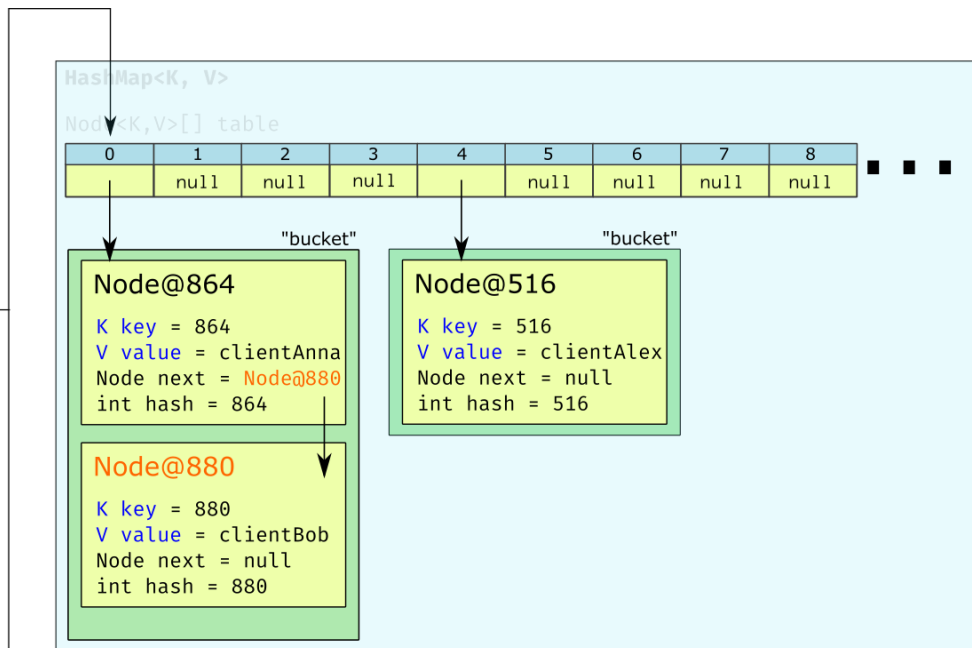 HashMap<K, V>
Node<K,V>[] table
0 1 2 3 4 5 6 7 8
null null null null null null null
"bucket"
Node@864
K key = 864
V value = clientAnna
Node next = Node@880
int hash = 864
Node@880
K key = 880
V value = clientBob
Node next = null
int hash = 880
"bucket"
Node@516
K key = 516
V value = clientAlex
Node next = null
int hash = 516